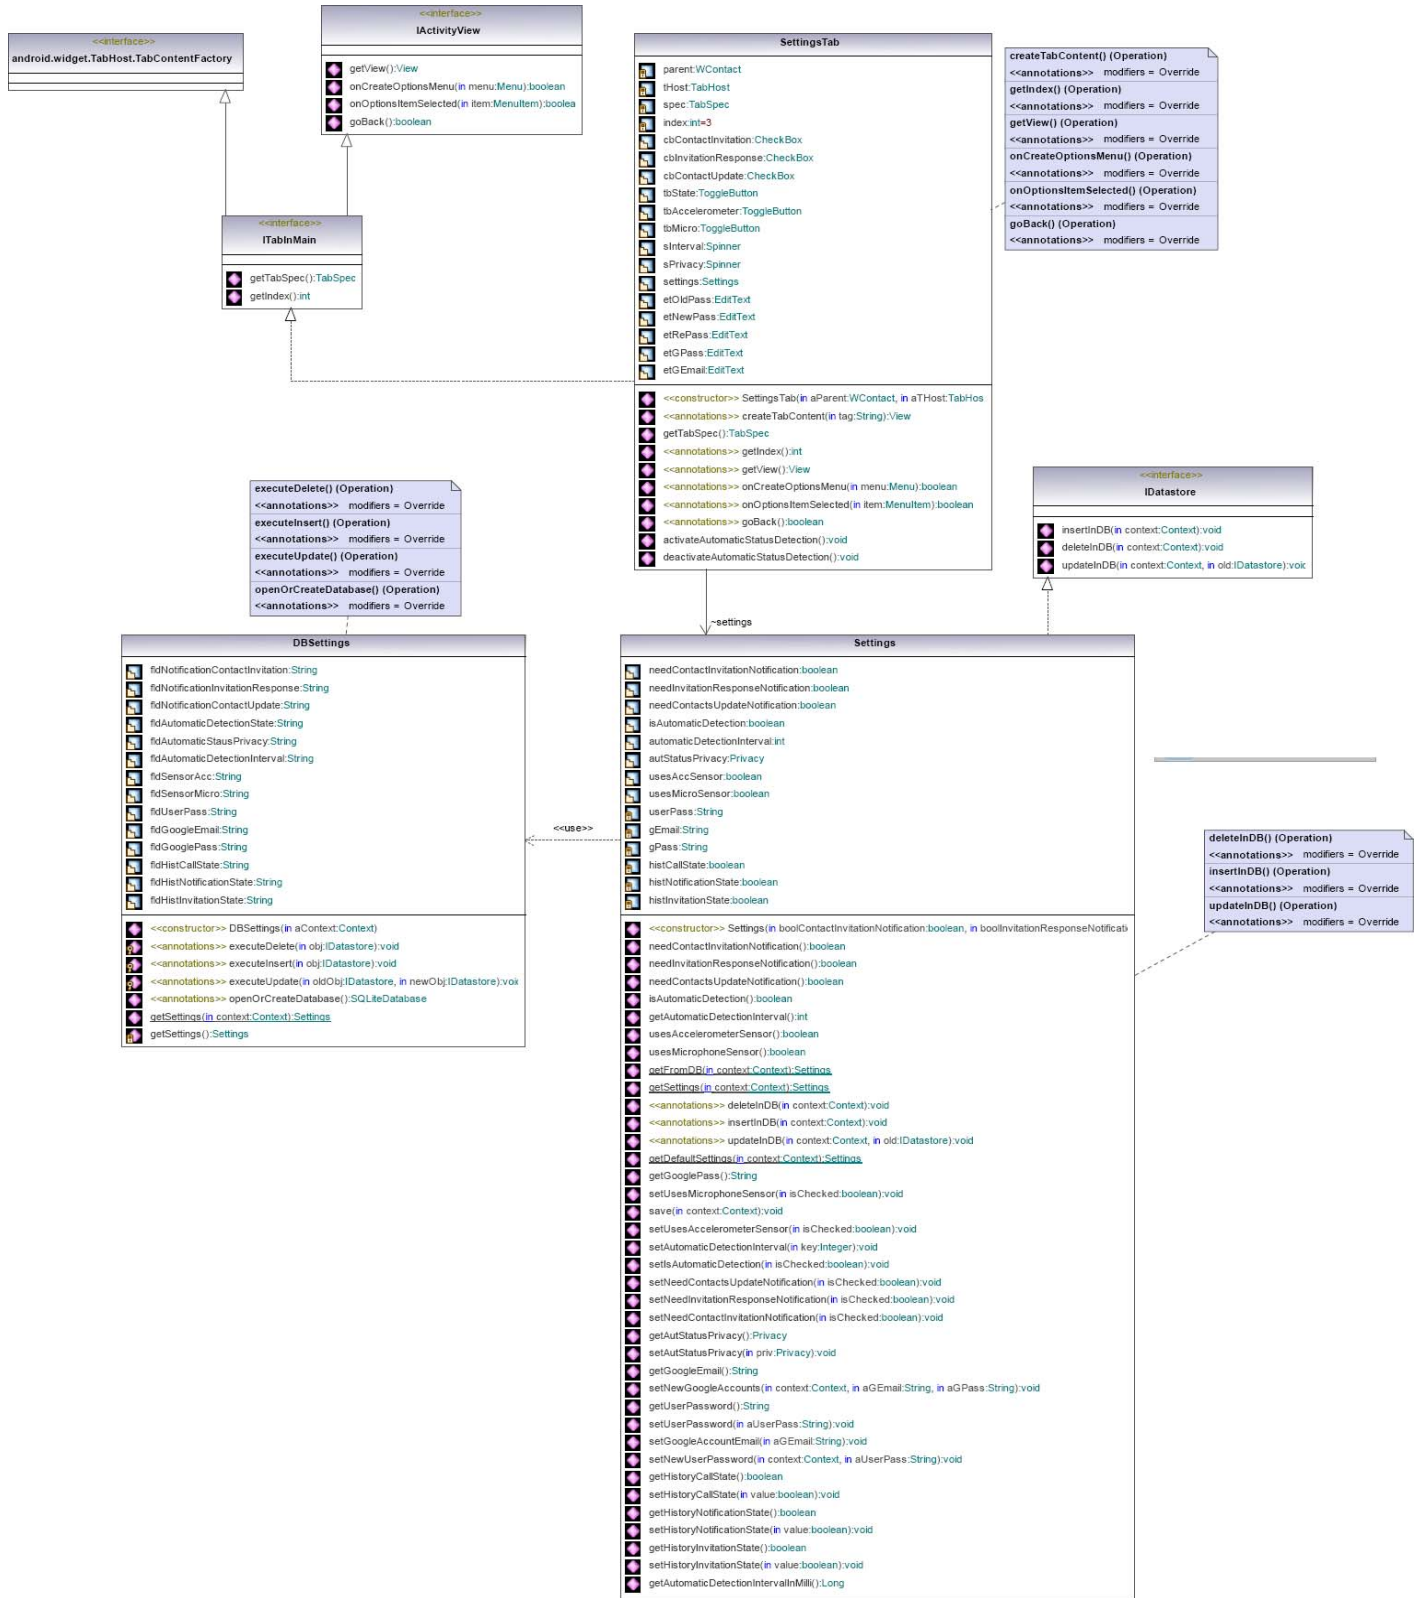 <<interface>>
android.widget.TabHost.TabContentFactory
<<interface>>
IActivityView
getView():View
onCreateOptionsMenu(in menu:Menu):boolean
onOptionsItemSelected(in item:MenuItem):boolea
goBack():boolean
<<interface>>
ITabInMain
getTabSpec():TabSpec
getIndex():int
SettingsTab
parent:WContact
tHost:TabHost
spec:TabSpec
index:int=3
cbContactInvitation:CheckBox
cbInvitationResponse:CheckBox
cbContactUpdate:CheckBox
tbState:ToggleButton
tbAccelerometer:ToggleButton
tbMicro:ToggleButton
sInterval:Spinner
sPrivacy:Spinner
settings:Settings
etOldPass:EditText
etNewPass:EditText
etRePass:EditText
etGPass:EditText
etGEmail:EditText
<<constructor>> SettingsTab(in aParent:WContact, in aTHost:TabHos
<<annotations>> createTabContent(in tag:String):View
getTabSpec():TabSpec
<<annotations>> getIndex():int
<<annotations>> getView():View
<<annotations>> onCreateOptionsMenu(in menu:Menu):boolean
<<annotations>> onOptionsItemSelected(in item:MenuItem):boolean
<<annotations>> goBack():boolean
activateAutomaticStatusDetection():void
deactivateAutomaticStatusDetection():void
createTabContent() (Operation)
<<annotations>> modifiers = Override
getIndex() (Operation)
<<annotations>> modifiers = Override
getView() (Operation)
<<annotations>> modifiers = Override
onCreateOptionsMenu() (Operation)
<<annotations>> modifiers = Override
onOptionsItemSelected() (Operation)
<<annotations>> modifiers = Override
goBack() (Operation)
<<annotations>> modifiers = Override
<<interface>>
IDatastore
insertInDB(in context:Context):void
deleteInDB(in context:Context):void
updateInDB(in context:Context, in old:IDatastore):voic
executeDelete() (Operation)
<<annotations>> modifiers = Override
executeInsert() (Operation)
<<annotations>> modifiers = Override
executeUpdate() (Operation)
<<annotations>> modifiers = Override
openOrCreateDatabase() (Operation)
<<annotations>> modifiers = Override
~settings
DBSettings
fldNotificationContactInvitation:String
fldNotificationInvitationResponse:String
fldNotificationContactUpdate:String
fldAutomaticDetectionState:String
fldAutomaticStausPrivacy:String
fldAutomaticDetectionInterval:String
fldSensorAcc:String
fldSensorMicro:String
fldUserPass:String
fldGoogleEmail:String
fldGooglePass:String
fldHistCallState:String
fldHistNotificationState:String
fldHistInvitationState:String
<<constructor>> DBSettings(in aContext:Context)
<<annotations>> executeDelete(in obj:IDatastore):void
<<annotations>> executeInsert(in obj:IDatastore):void
<<annotations>> executeUpdate(in oldObj:IDatastore, in newObj:IDatastore):voi
<<annotations>> openOrCreateDatabase():SQLiteDatabase
getSettings(in context:Context):Settings
getSettings():Settings
<<use>>
Settings
needContactInvitationNotification:boolean
needInvitationResponseNotification:boolean
needContactsUpdateNotification:boolean
isAutomaticDetection:boolean
automaticDetectionInterval:int
autStatusPrivacy:Privacy
usesAccSensor:boolean
usesMicroSensor:boolean
userPass:String
gEmail:String
gPass:String
histCallState:boolean
histNotificationState:boolean
histInvitationState:boolean
<<constructor>> Settings(in boolContactInvitationNotification:boolean, in boolInvitationResponseNotificati
needContactInvitationNotification():boolean
needInvitationResponseNotification():boolean
needContactsUpdateNotification():boolean
isAutomaticDetection():boolean
getAutomaticDetectionInterval():int
usesAccelerometerSensor():boolean
usesMicrophoneSensor():boolean
getFromDB(in context:Context):Settings
getSettings(in context:Context):Settings
<<annotations>> deleteInDB(in context:Context):void
<<annotations>> insertInDB(in context:Context):void
<<annotations>> updateInDB(in context:Context, in old:IDatastore):void
getDefaultSettings(in context:Context):Settings
getGooglePass():String
setUsesMicrophoneSensor(in isChecked:boolean):void
save(in context:Context):void
setUsesAccelerometerSensor(in isChecked:boolean):void
setAutomaticDetectionInterval(in key:Integer):void
setIsAutomaticDetection(in isChecked:boolean):void
setNeedContactsUpdateNotification(in isChecked:boolean):void
setNeedInvitationResponseNotification(in isChecked:boolean):void
setNeedContactInvitationNotification(in isChecked:boolean):void
getAutStatusPrivacy():Privacy
setAutStatusPrivacy(in priv:Privacy):void
getGoogleEmail():String
setNewGoogleAccounts(in context:Context, in aGEmail:String, in aGPass:String):void
getUserPassword():String
setUserPassword(in aUserPass:String):void
setGoogleAccountEmail(in aGEmail:String):void
setNewUserPassword(in context:Context, in aUserPass:String):void
getHistoryCallState():boolean
setHistoryCallState(in value:boolean):void
getHistoryNotificationState():boolean
setHistoryNotificationState(in value:boolean):void
getHistoryInvitationState():boolean
setHistoryInvitationState(in value:boolean):void
getAutomaticDetectionIntervalInMilli():Long
deleteInDB() (Operation)
<<annotations>> modifiers = Override
insertInDB() (Operation)
<<annotations>> modifiers = Override
updateInDB() (Operation)
<<annotations>> modifiers = Override